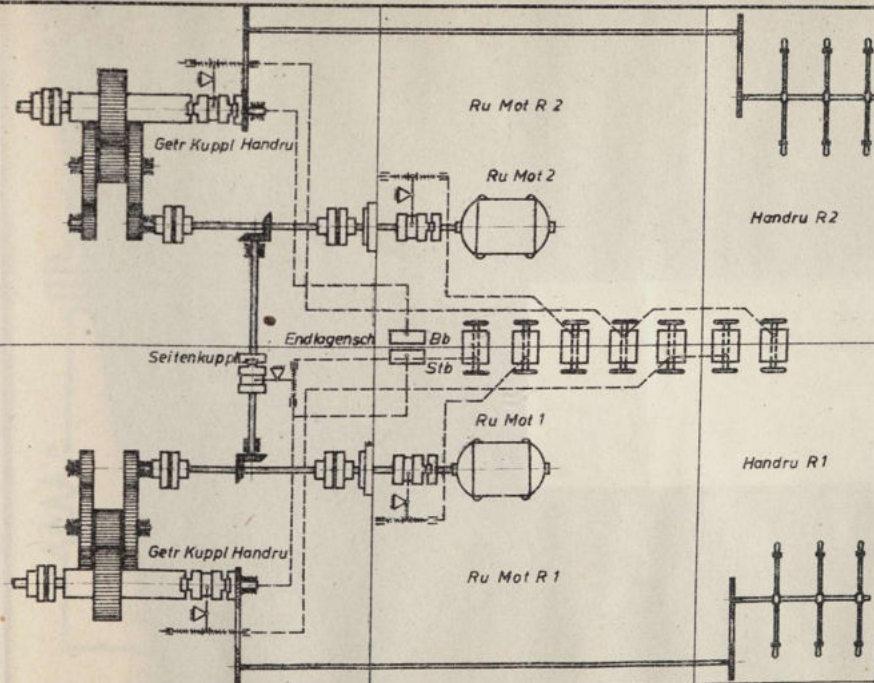 Ru Mot R 2
Getr Kuppl Handru
Ru Mot 2
Handru R2
Endlagensch
Bb
Seitenkuppl
Stb
Ru Mot 1
Handru R1
Getr Kuppl Handru
Ru Mot R 1